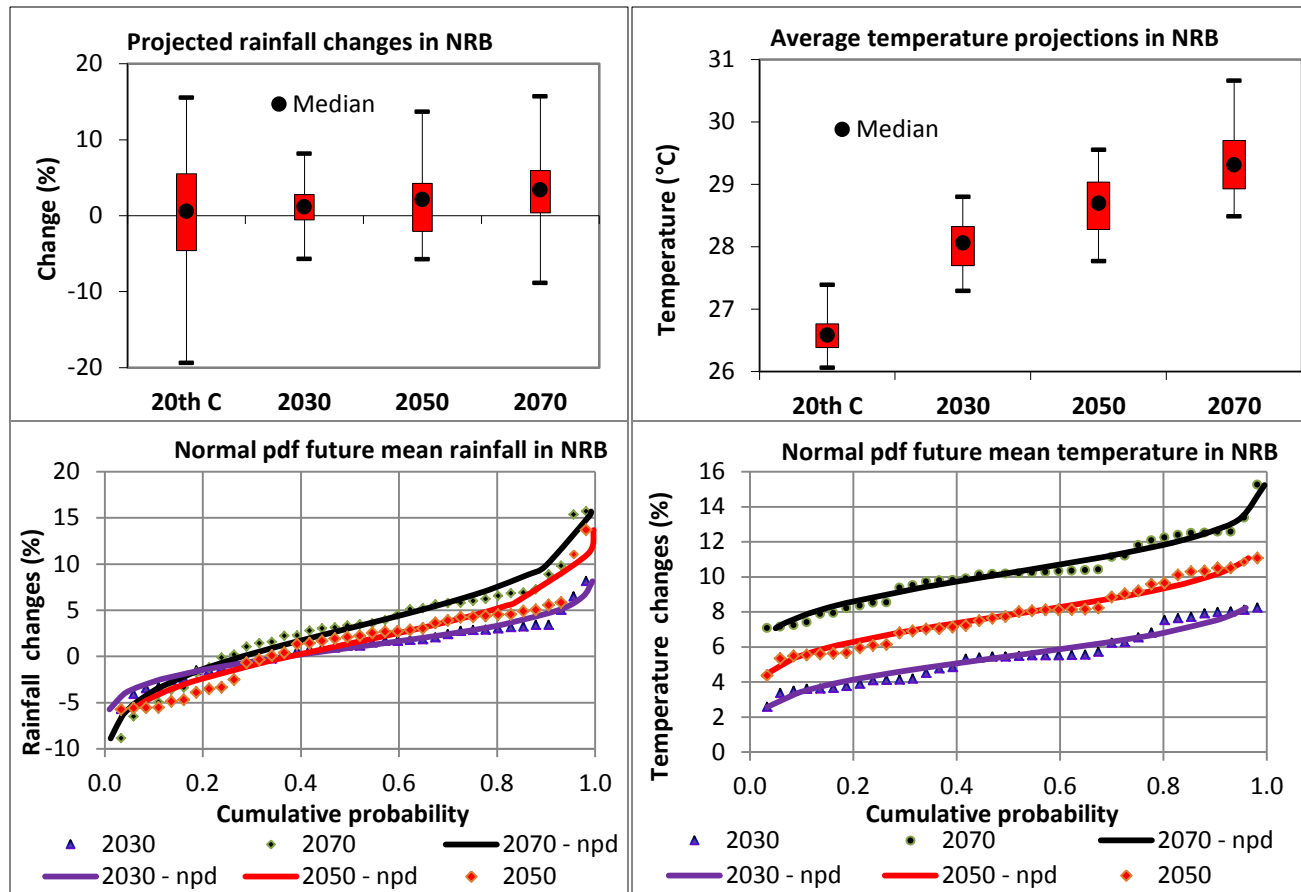 Projected rainfall changes in NRB
20
10
0
-10
-20
Change (%)
Median
20th C 2030 2050 2070
Average temperature projections in NRB
31
30
29
28
27
26
Temperature (°C)
Median
20th C 2030 2050 2070
Normal pdf future mean rainfall in NRB
20
15
10
5
0
-5
-10
Rainfall changes (%)
0.0 0.2 0.4 0.6 0.8 1.0
Cumulative probability
2030 2070 2070 - npd
2030 - npd 2050 - npd 2050
Normal pdf future mean temperature in NRB
16
14
12
10
8
6
4
2
0
Temperature changes (%)
0.0 0.2 0.4 0.6 0.8 1.0
Cumulative probability
2030 2070 2070 - npd
2030 - npd 2050 - npd 2050